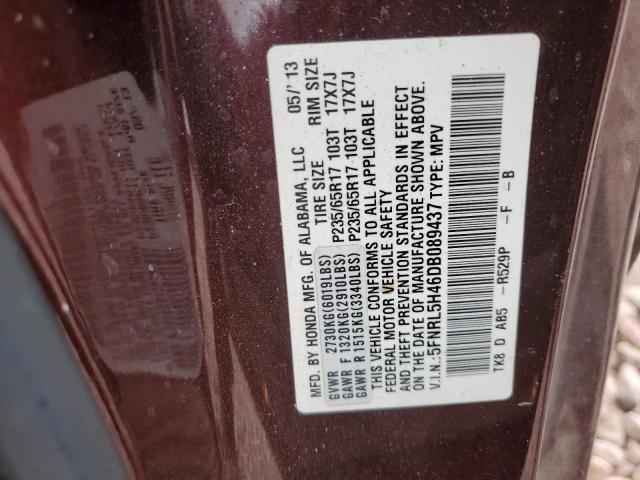 MFD. BY HONDA MFG. OF ALABAMA, LLC 05/'13
TIRE SIZE RIM SIZE
GVWR 2730KG(6019LBS)
GAWR F 1320KG(2910LBS) P235/65R17 103T 17X7J
GAWR R 1515KG(3340LBS) P235/65R17 103T 17X7J
THIS VEHICLE CONFORMS TO ALL APPLICABLE
FEDERAL MOTOR VEHICLE SAFETY
AND THEFT PREVENTION STANDARDS IN EFFECT
ON THE DATE OF MANUFACTURE SHOWN ABOVE.
V.I.N.:5FNRL5H46DB089437 TYPE: MPV
TK8 D AB5 -R529P -F -B